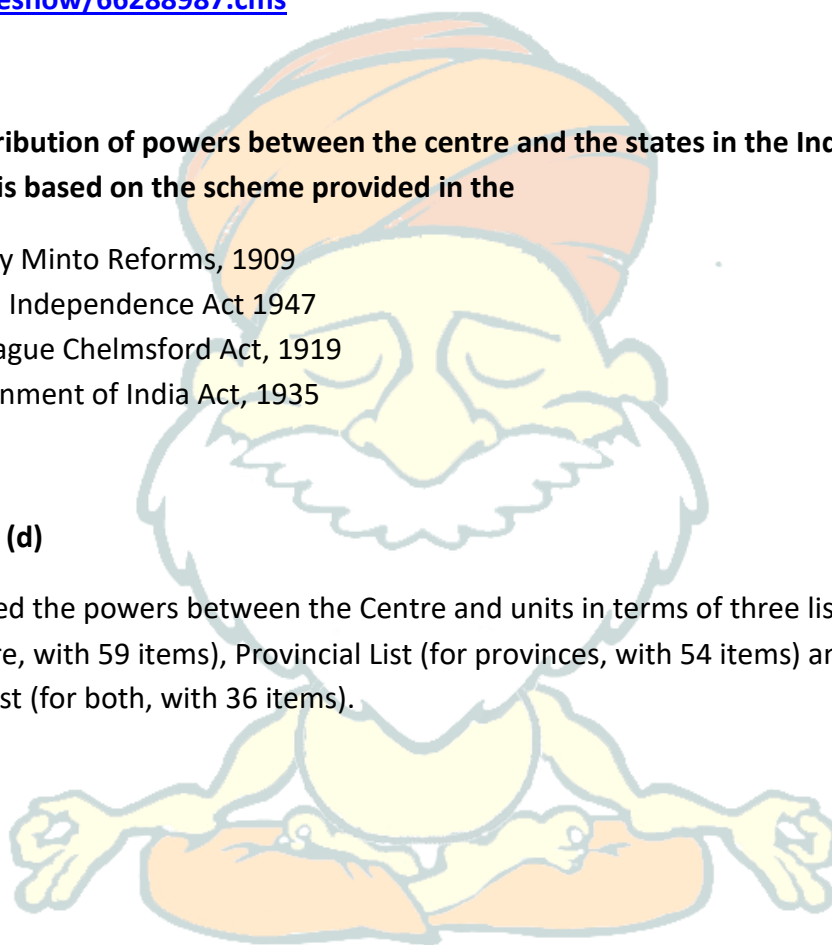 eshow/66288987.cms
ribution of powers between the centre and the states in the Ind
is based on the scheme provided in the
y Minto Reforms, 1909
Independence Act 1947
ague Chelmsford Act, 1919
nment of India Act, 1935
(d)
ed the powers between the Centre and units in terms of three lis
re, with 59 items), Provincial List (for provinces, with 54 items) an
st (for both, with 36 items).